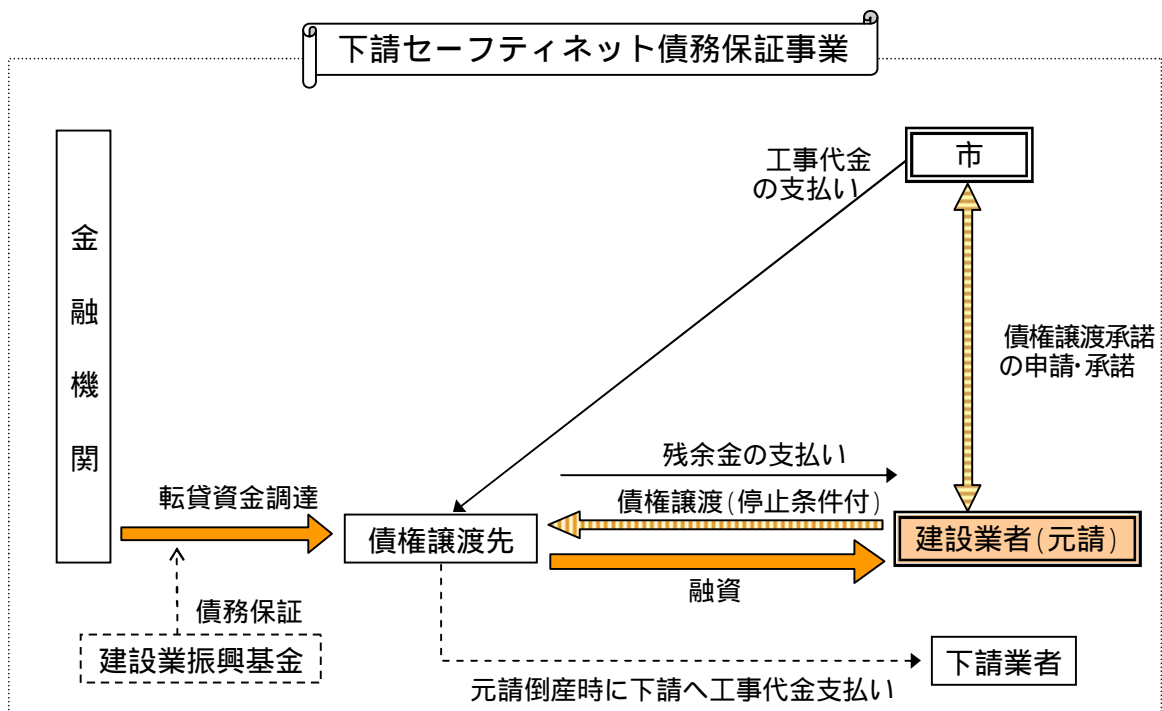 下請セーフティネット債務保証事業
市
工事代金
の支払い
金
融
機
関
債権譲渡承諾
の申請・承諾
残余金の支払い
転貸資金調達
債権譲渡(停止条件付)
債権譲渡先
建設業者(元請)
融資
債務保証
建設業振興基金
下請業者
元請倒産時に下請へ工事代金支払い